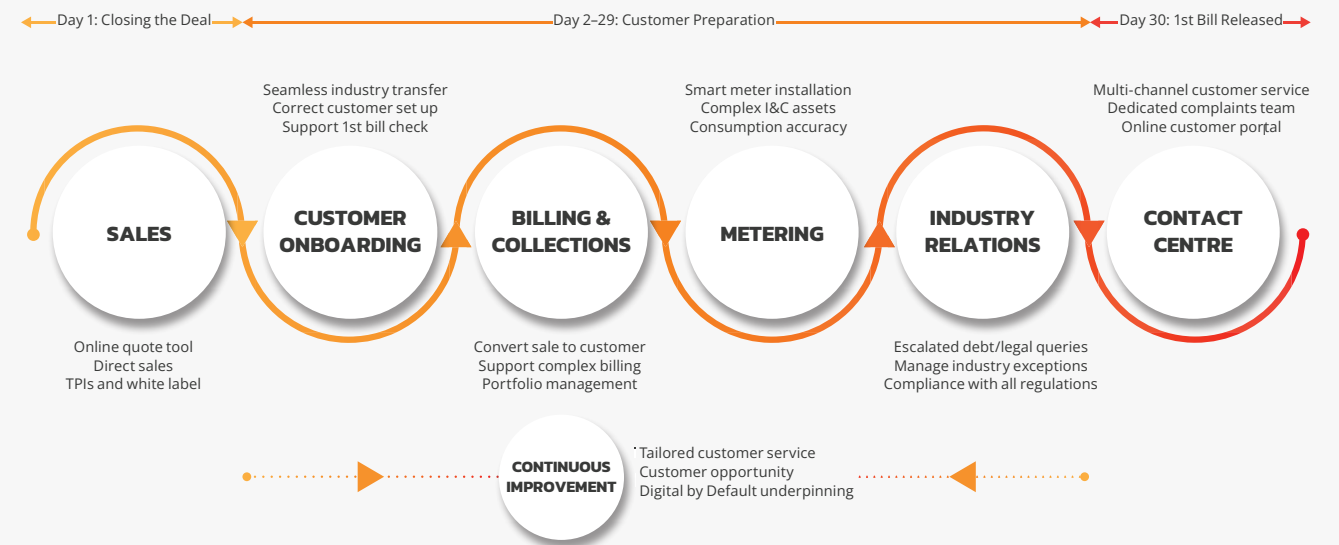 Day 1: Closing the Deal
Day 2–29: Customer Preparation
Day 30: 1st Bill Released
Seamless industry transfer
Correct customer set up
Support 1st bill check
Smart meter installation
Complex I&C assets
Consumption accuracy
Multi-channel customer service
Dedicated complaints team
Online customer portal
SALES
CUSTOMER
ONBOARDING
BILLING &
COLLECTIONS
METERING
INDUSTRY
RELATIONS
CONTACT
CENTRE
Online quote tool
Direct sales
TPIs and white label
Convert sale to customer
Support complex billing
Portfolio management
Escalated debt/legal queries
Manage industry exceptions
Compliance with all regulations
CONTINUOUS
IMPROVEMENT
Tailored customer service
Customer opportunity
Digital by Default underpinning